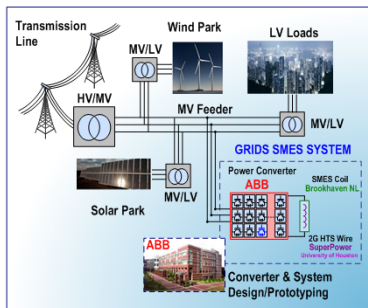 Transmission
Line
Wind Park
LV Loads
MV/LV
HV/MV
MV Feeder
MV/LV
GRIDS SMES SYSTEM
MV/LV
Solar Park
Power Converter
ABB
SMES Coil
Brookhaven NL
2G HTS Wire
SuperPower
University of Houston
ABB
Converter & System
Design/Prototyping